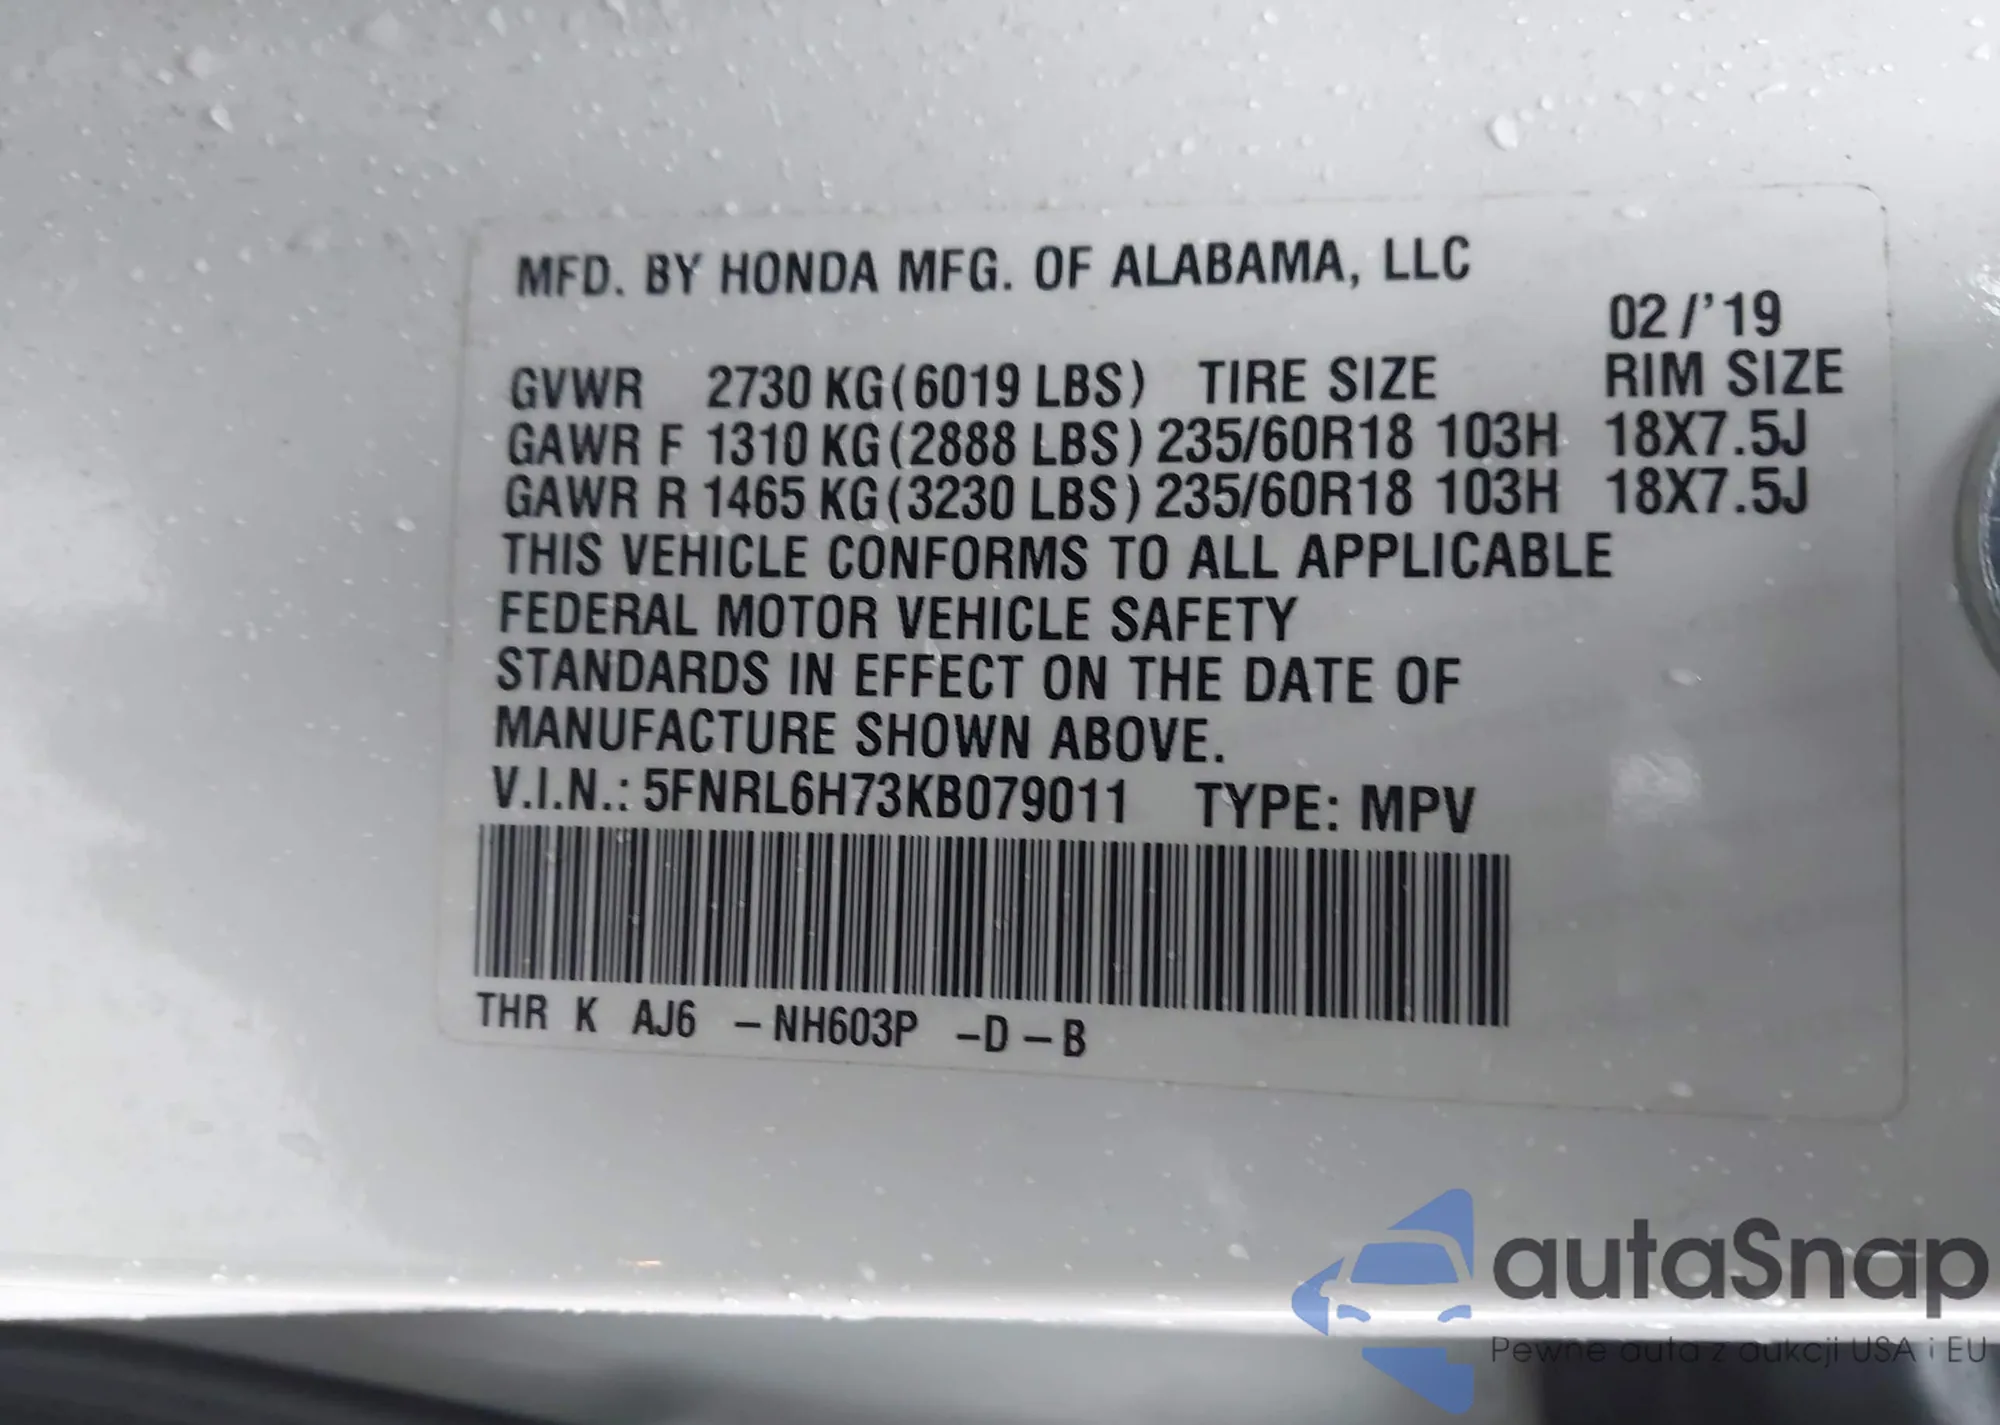 MFD. BY HONDA MFG. OF ALABAMA, LLC
02 /'19
GVWR 2730 KG (6019 LBS) TIRE SIZE RIM SIZE
GAWR F 1310 KG (2888 LBS) 235/60R18 103H 18X7.5J
GAWR R 1465 KG (3230 LBS) 235/60R18 103H 18X7.5J
THIS VEHICLE CONFORMS TO ALL APPLICABLE
FEDERAL MOTOR VEHICLE SAFETY
STANDARDS IN EFFECT ON THE DATE OF
MANUFACTURE SHOWN ABOVE.
V.I.N.: 5FNRL6H73KB079011 TYPE: MPV
THR K AJ6 – NH603P –D – B
autaSnap
Pewne auta z aukcji USA i EU